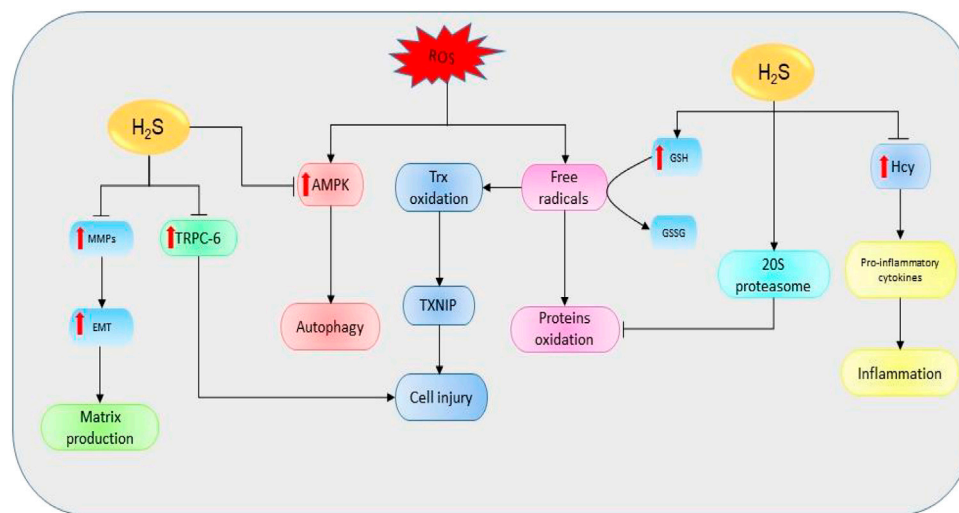 ROS
H₂S
H₂S
GSH
Hcy
AMPK
Trx
oxidation
Free
radicals
MMPs
TRPC-6
GSSG
Pro-inflammatory
cytokines
20S
proteasome
TXNIP
EMT
Autophagy
Proteins
oxidation
Inflammation
Cell injury
Matrix
production